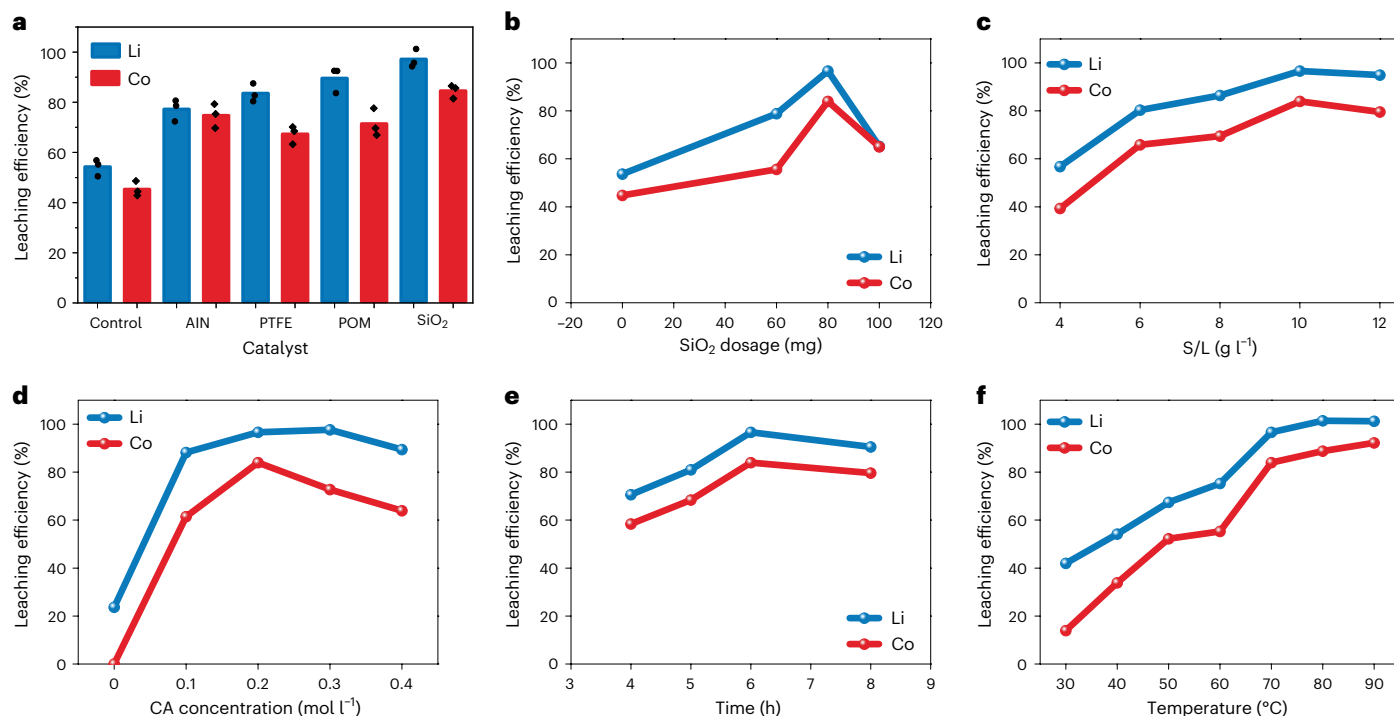 a
Leaching efficiency (%)
100
80
60
40
20
0
Li
Co
Control AlN PTFE POM SiO₂
Catalyst
b
Leaching efficiency (%)
100
80
60
40
20
0
Li
Co
–20 0 20 40 60 80 100 120
SiO₂ dosage (mg)
c
Leaching efficiency (%)
100
80
60
40
20
0
Li
Co
4 6 8 10 12
S/L (g l⁻¹)
d
Leaching efficiency (%)
100
80
60
40
20
0
Li
Co
0 0.1 0.2 0.3 0.4
CA concentration (mol l⁻¹)
e
Leaching efficiency (%)
100
80
60
40
20
0
Li
Co
3 4 5 6 7 8 9
Time (h)
f
Leaching efficiency (%)
100
80
60
40
20
0
Li
Co
30 40 50 60 70 80 90
Temperature (°C)